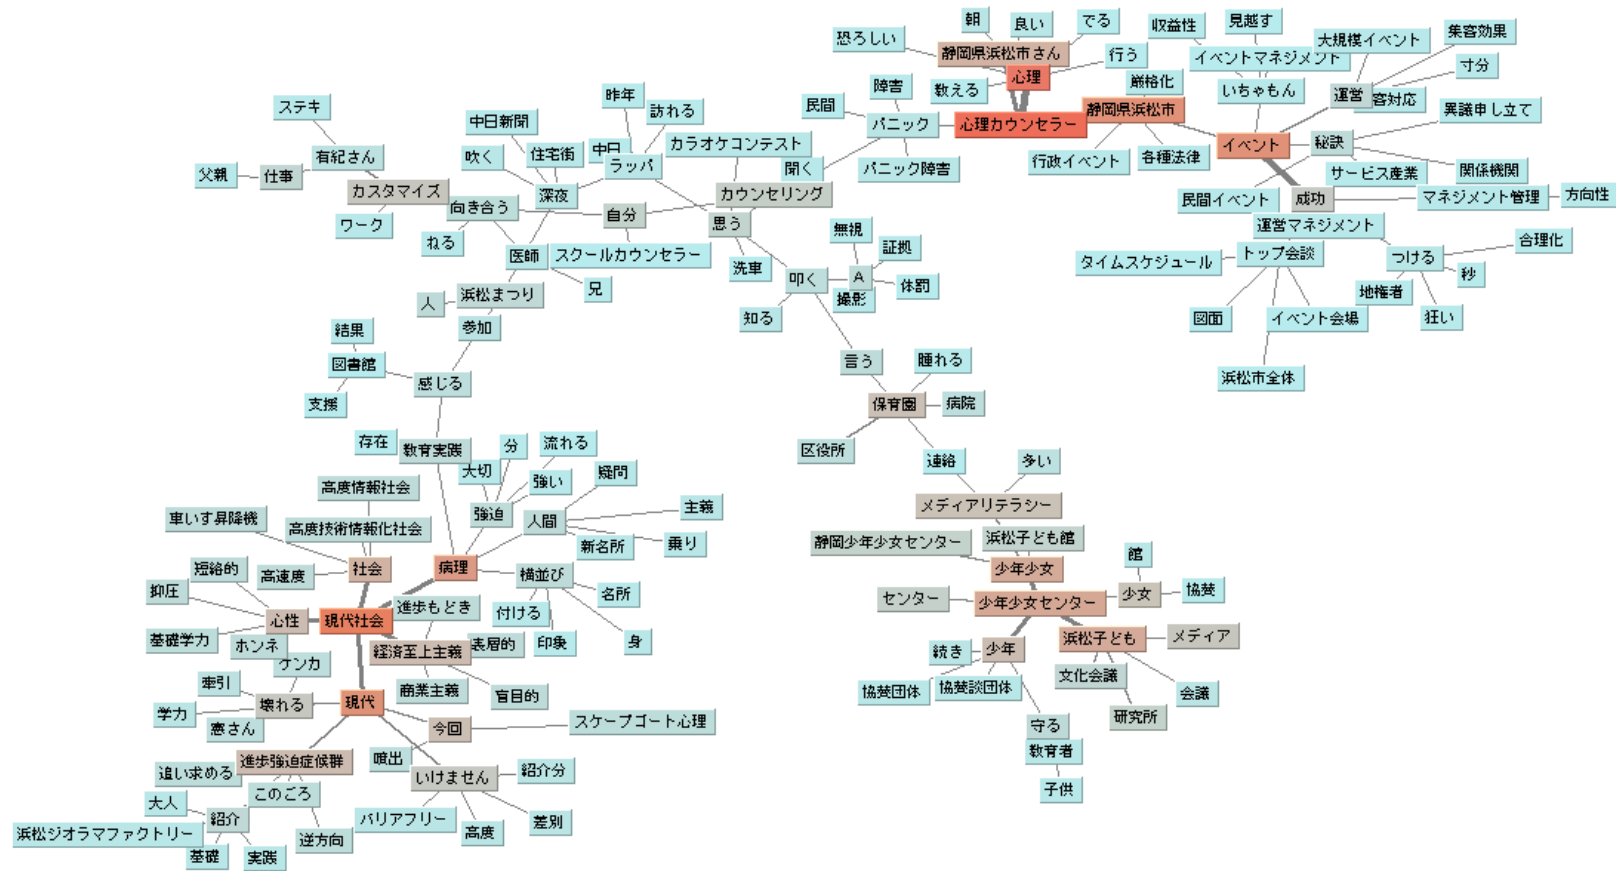 朝
良い
でる
恐ろしい
静岡県浜松市さん
行う
心理
教える
障害
民間
パニック
心理カウンセラー
静岡県浜松市
厳格化
パニック障害
聞く
行政イベント
各種法律
収益性
見越す
大規模イベント
集客効果
イベントマネジメント
寸分
いちゃもん
運営
客対応
異議申し立て
イベント
秘訣
サービス産業
関係機関
民間イベント
成功
マネジメント管理
方向性
運営マネジメント
タイムスケジュール
トップ会談
つける
合理化
秒
地権者
狂い
図面
イベント会場
浜松市全体
ステキ
有紀さん
父親
仕事
カスタマイズ
ワーク
昨年
訪れる
中日新聞
吹く
住宅街
中日
ラッパ
カラオケコンテスト
深夜
カウンセリング
向き合う
自分
思う
ねる
医師
スクールカウンセラー
洗車
兄
人
浜松まつり
参加
無視
証拠
叩く
A
体罰
撮影
知る
結果
図書館
感じる
支援
言う
腫れる
保育園
病院
区役所
連絡
多い
メディアリテラシー
静岡少年少女センター
浜松子ども館
少年少女
館
センター
少年少女センター
少女
協賛
浜松子ども
メディア
続き
少年
文化会議
協賛団体
協賛談団体
会議
研究所
守る
教育者
子供
存在
教育実践
大切
分
流れる
強い
疑問
高度情報社会
強迫
人間
主義
車いす昇降機
高度技術情報化社会
新名所
乗り
短絡的
高速度
社会
病理
横並び
名所
抑圧
進歩もどき
付ける
心性
現代社会
基礎学力
ホンネ
経済至上主義
表層的
印象
身
ケンカ
牽引
商業主義
盲目的
学力
壊れる
現代
憲さん
今回
スケープゴート心理
進歩強迫症候群
噴出
追い求める
いけません
紹介分
このごろ
大人
紹介
バリアフリー
高度
差別
浜松ジオラマファクトリー
逆方向
基礎
実践